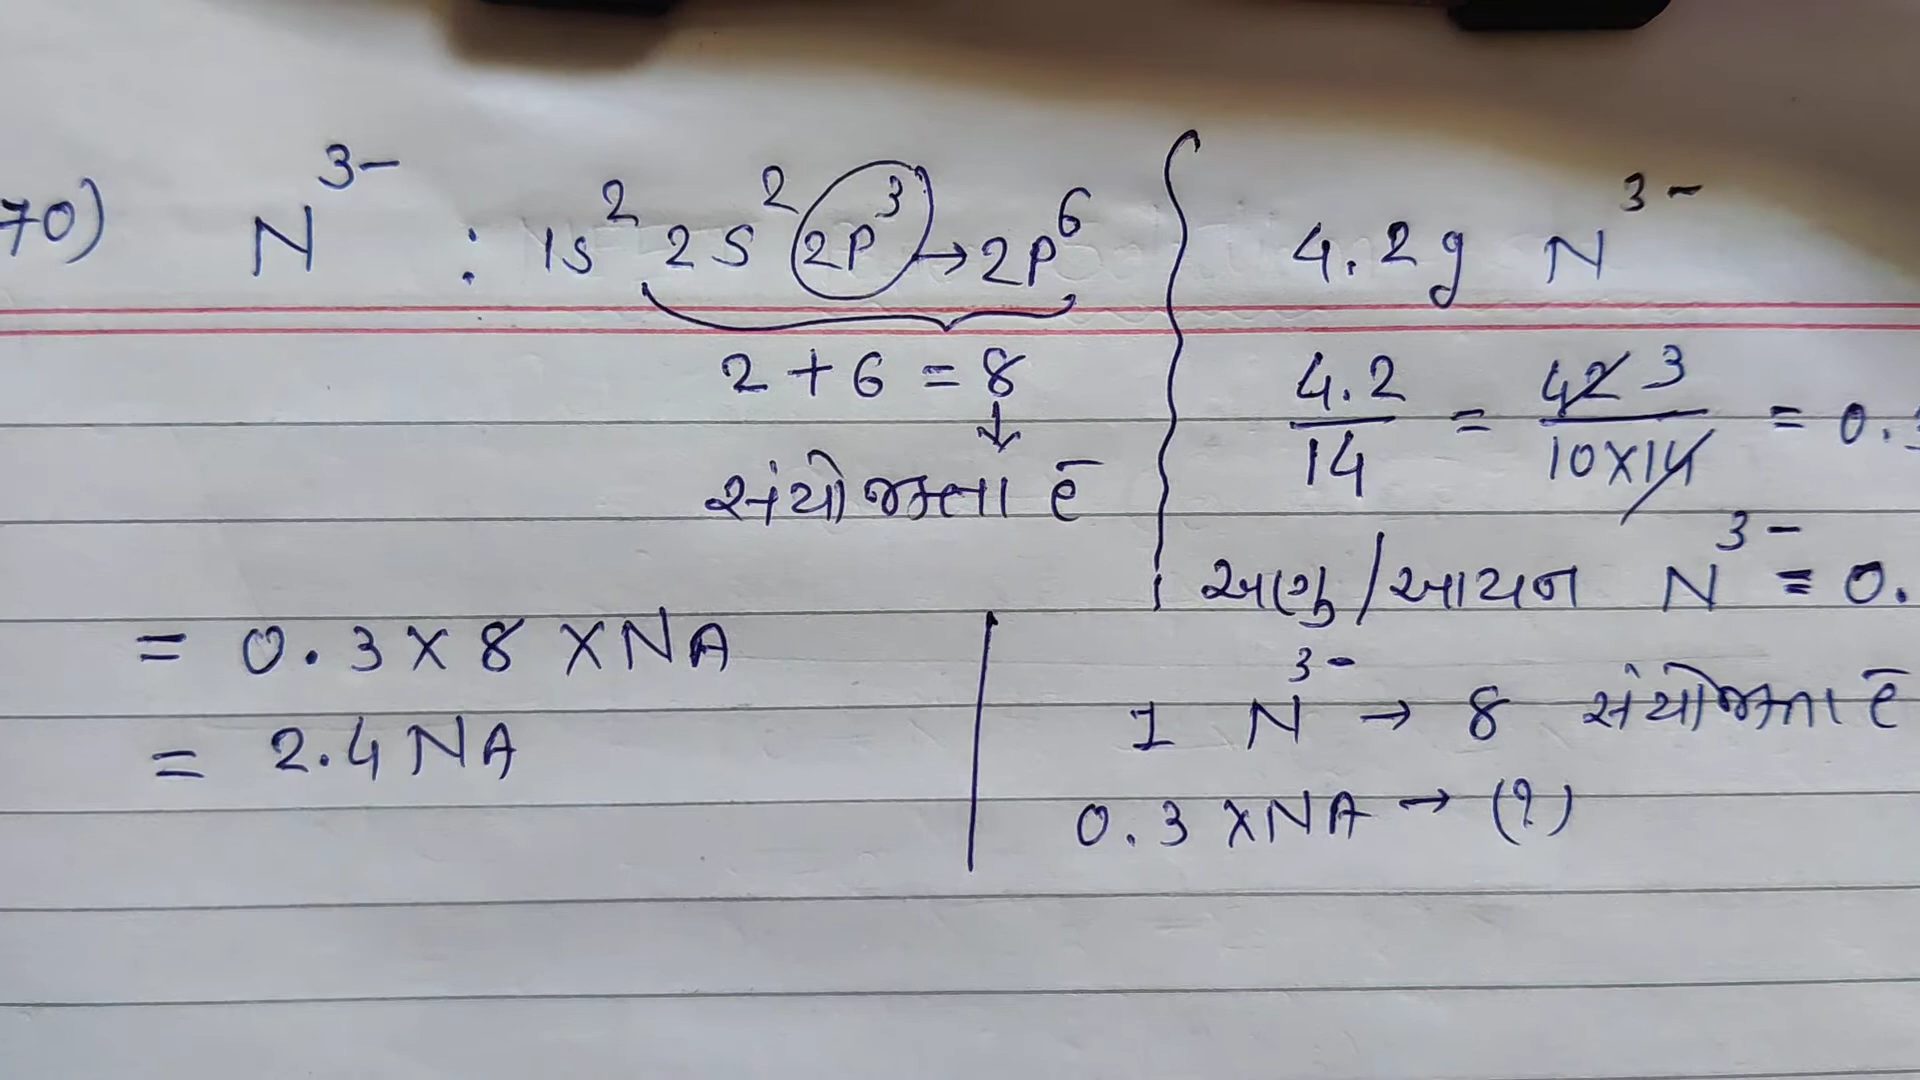 70) N³⁻ : 1s² 2s² 2p³ → 2p⁶
2 + 6 = 8
↓
સંયોજકતા ē
= 0.3 × 8 × NA
= 2.4 NA
4.2g N³⁻
4.2/14 = 42 3/10×14 = 0.3
અણુ/આયન N³⁻ = 0.
1 N³⁻ → 8 સંયોજકતા ē
0.3 × NA → (?)